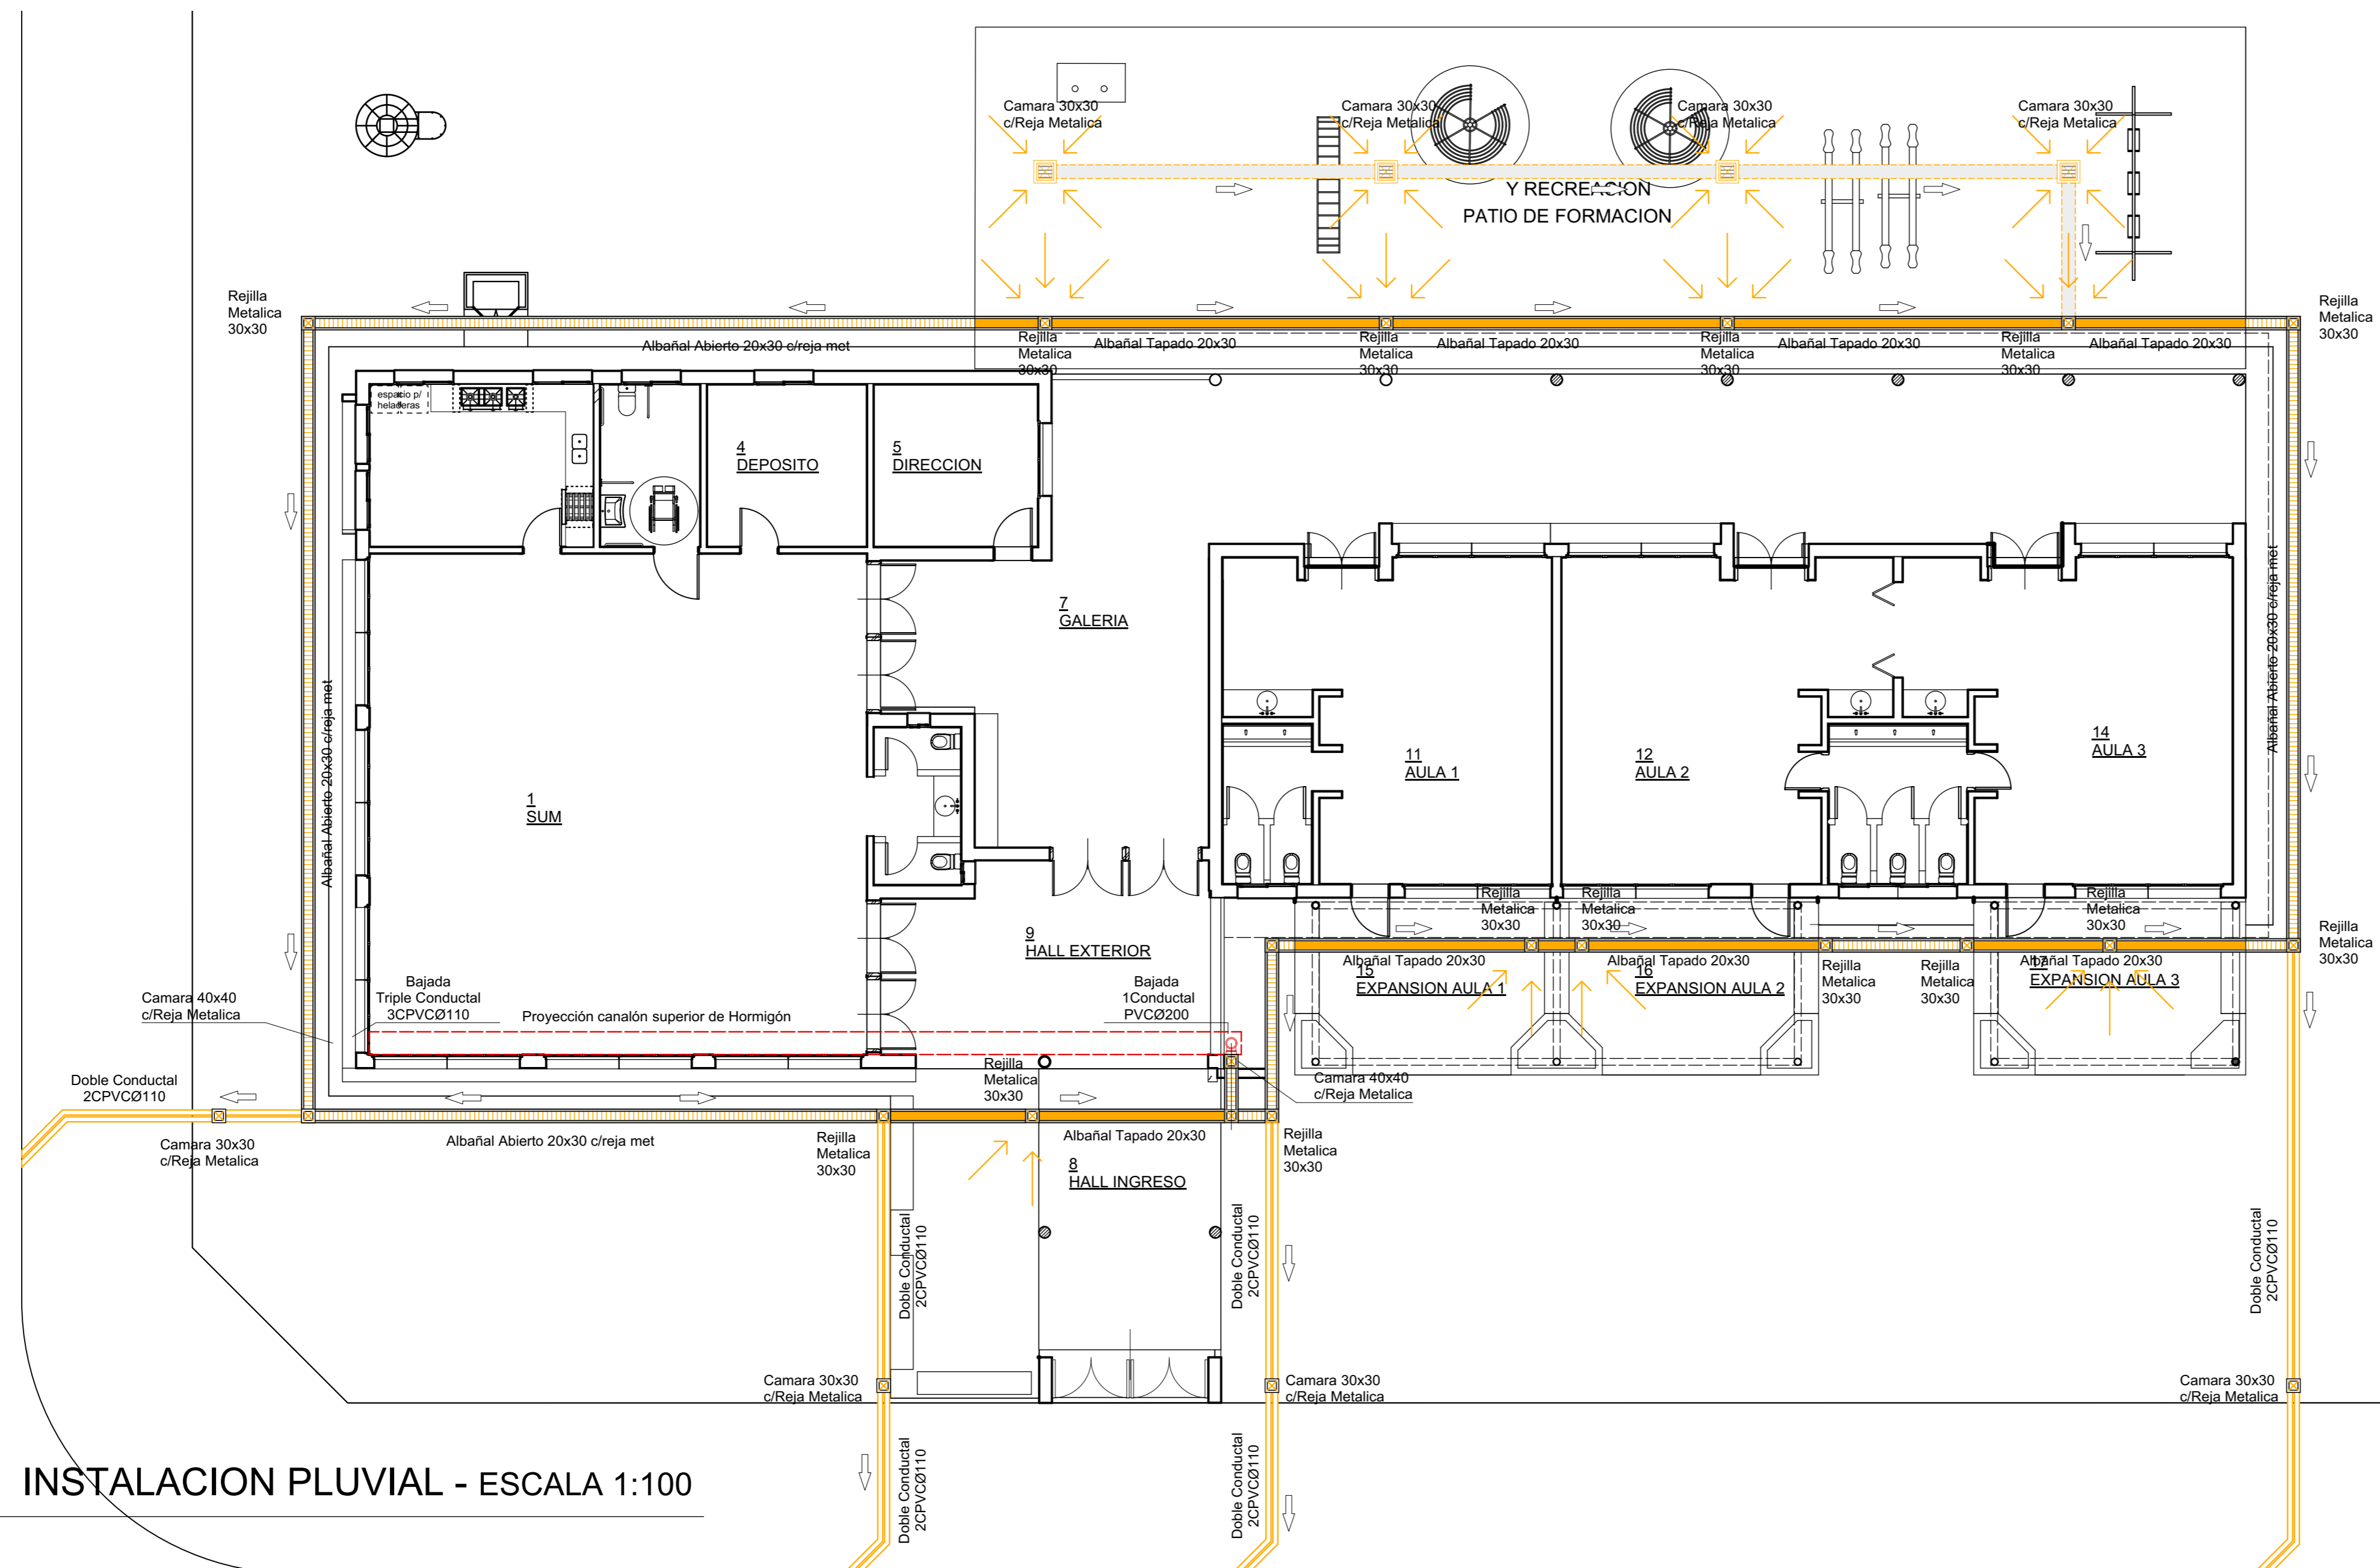 Camara 30x30
c/Reja Metalica
Camara 30x30
c/Reja Metalica
Camara 30x30
c/Reja Metalica
Camara 30x30
c/Reja Metalica
Y RECREACION
PATIO DE FORMACION
Rejilla
Metalica
30x30
Rejilla
Metalica
30x30
Albañal Abierto 20x30 c/reja met
Rejilla
Metalica
30x30
Albañal Tapado 20x30
Rejilla
Metalica
30x30
Albañal Tapado 20x30
Rejilla
Metalica
30x30
Albañal Tapado 20x30
Rejilla
Metalica
30x30
Albañal Tapado 20x30
espacio p/
heladeras
4
DEPOSITO
5
DIRECCION
7
GALERIA
Albañal Abierto 20x30 c/reja met
Albañal Abierto 20x30 c/reja met
1
SUM
11
AULA 1
12
AULA 2
14
AULA 3
Rejilla
Metalica
30x30
Rejilla
Metalica
30x30
Rejilla
Metalica
30x30
Rejilla
Metalica
30x30
9
HALL EXTERIOR
Albañal Tapado 20x30
15
EXPANSION AULA 1
Albañal Tapado 20x30
16
EXPANSION AULA 2
Rejilla
Metalica
30x30
Rejilla
Metalica
30x30
Albañal Tapado 20x30
17
EXPANSION AULA 3
Camara 40x40
c/Reja Metalica
Bajada
Triple Conductal
3CPVCØ110
Proyección canalón superior de Hormigón
Bajada
1Conductal
PVCØ200
Rejilla
Metalica
30x30
Camara 40x40
c/Reja Metalica
Doble Conductal
2CPVCØ110
Camara 30x30
c/Reja Metalica
Albañal Abierto 20x30 c/reja met
Rejilla
Metalica
30x30
Albañal Tapado 20x30
Rejilla
Metalica
30x30
8
HALL INGRESO
Doble Conductal
2CPVCØ110
Doble Conductal
2CPVCØ110
Doble Conductal
2CPVCØ110
Camara 30x30
c/Reja Metalica
Camara 30x30
c/Reja Metalica
Camara 30x30
c/Reja Metalica
Doble Conductal
2CPVCØ110
Doble Conductal
2CPVCØ110
INSTALACION PLUVIAL - ESCALA 1:100